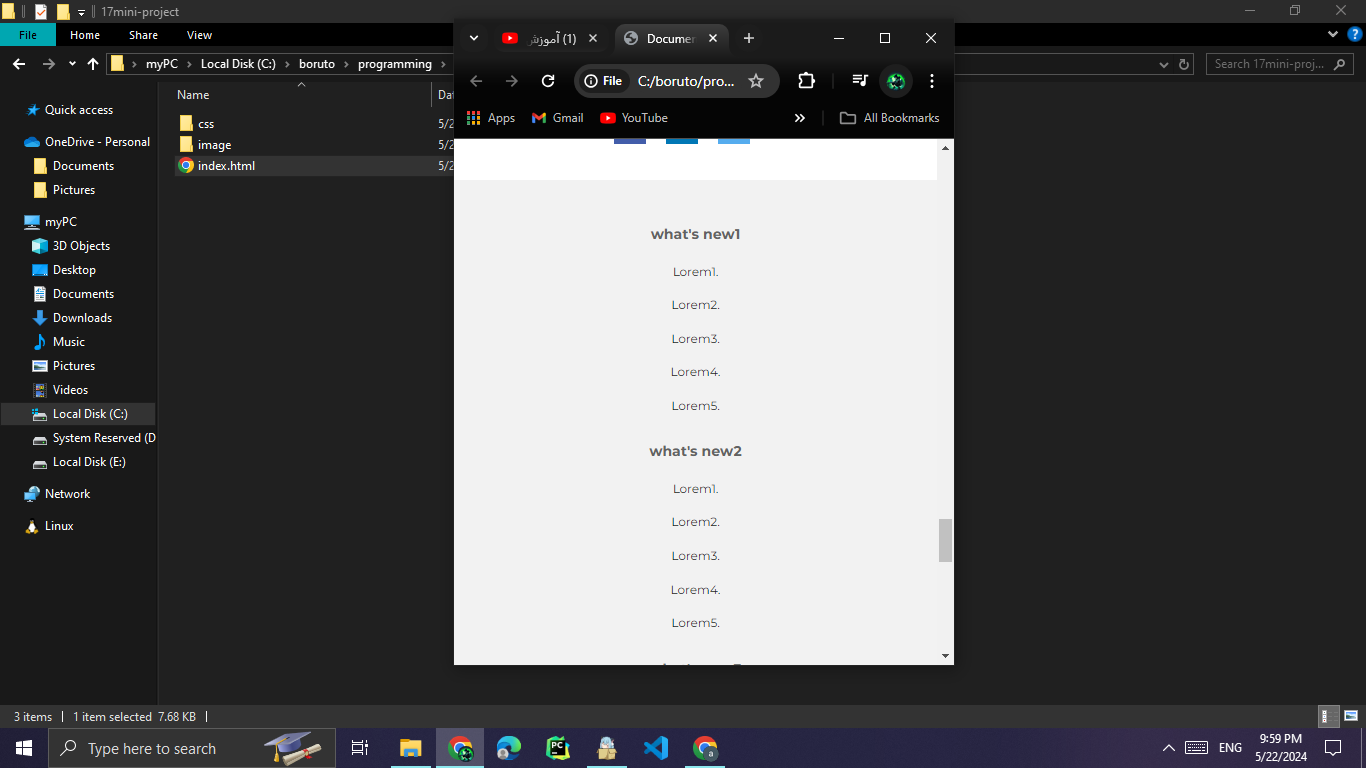 17mini-project
File Home Share View
myPC Local Disk (C:) boruto programming
Search 17mini-proj...
Quick access
OneDrive - Personal
Documents
Pictures
myPC
3D Objects
Desktop
Documents
Downloads
Music
Pictures
Videos
Local Disk (C:)
System Reserved (D
Local Disk (E:)
Network
Linux
Name
css 5/2
image 5/2
index.html 5/2
(1) آموزش
Documen
File C:/boruto/pro...
Apps Gmail YouTube All Bookmarks
what's new1
Lorem1.
Lorem2.
Lorem3.
Lorem4.
Lorem5.
what's new2
Lorem1.
Lorem2.
Lorem3.
Lorem4.
Lorem5.
3 items 1 item selected 7.68 KB
Type here to search
PC
a
ENG
9:59 PM
5/22/2024